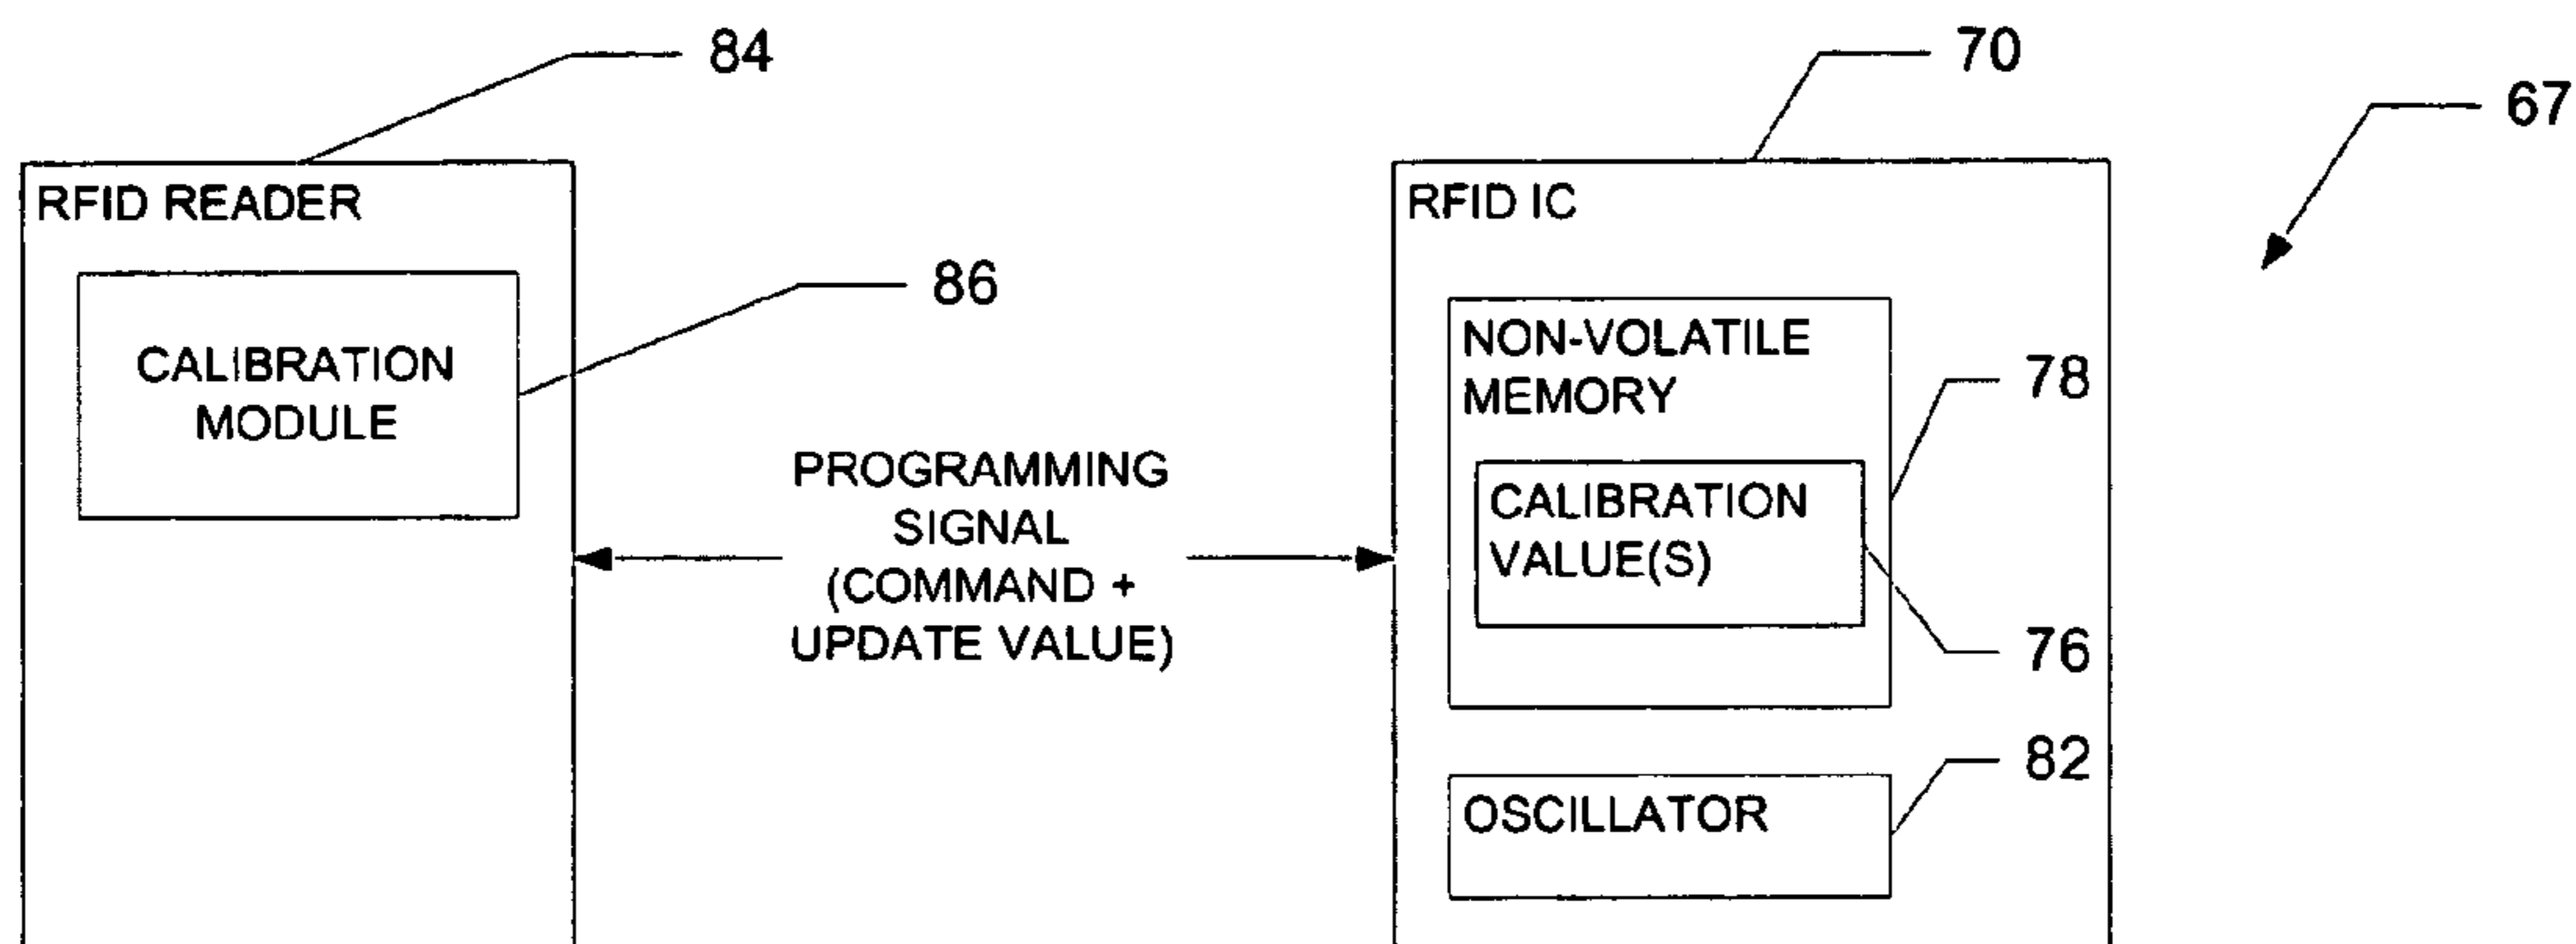 84
70
67
RFID READER
RFID IC
86
CALIBRATION
MODULE
NON-VOLATILE
MEMORY
78
PROGRAMMING
SIGNAL
(COMMAND +
UPDATE VALUE)
CALIBRATION
VALUE(S)
76
82
OSCILLATOR